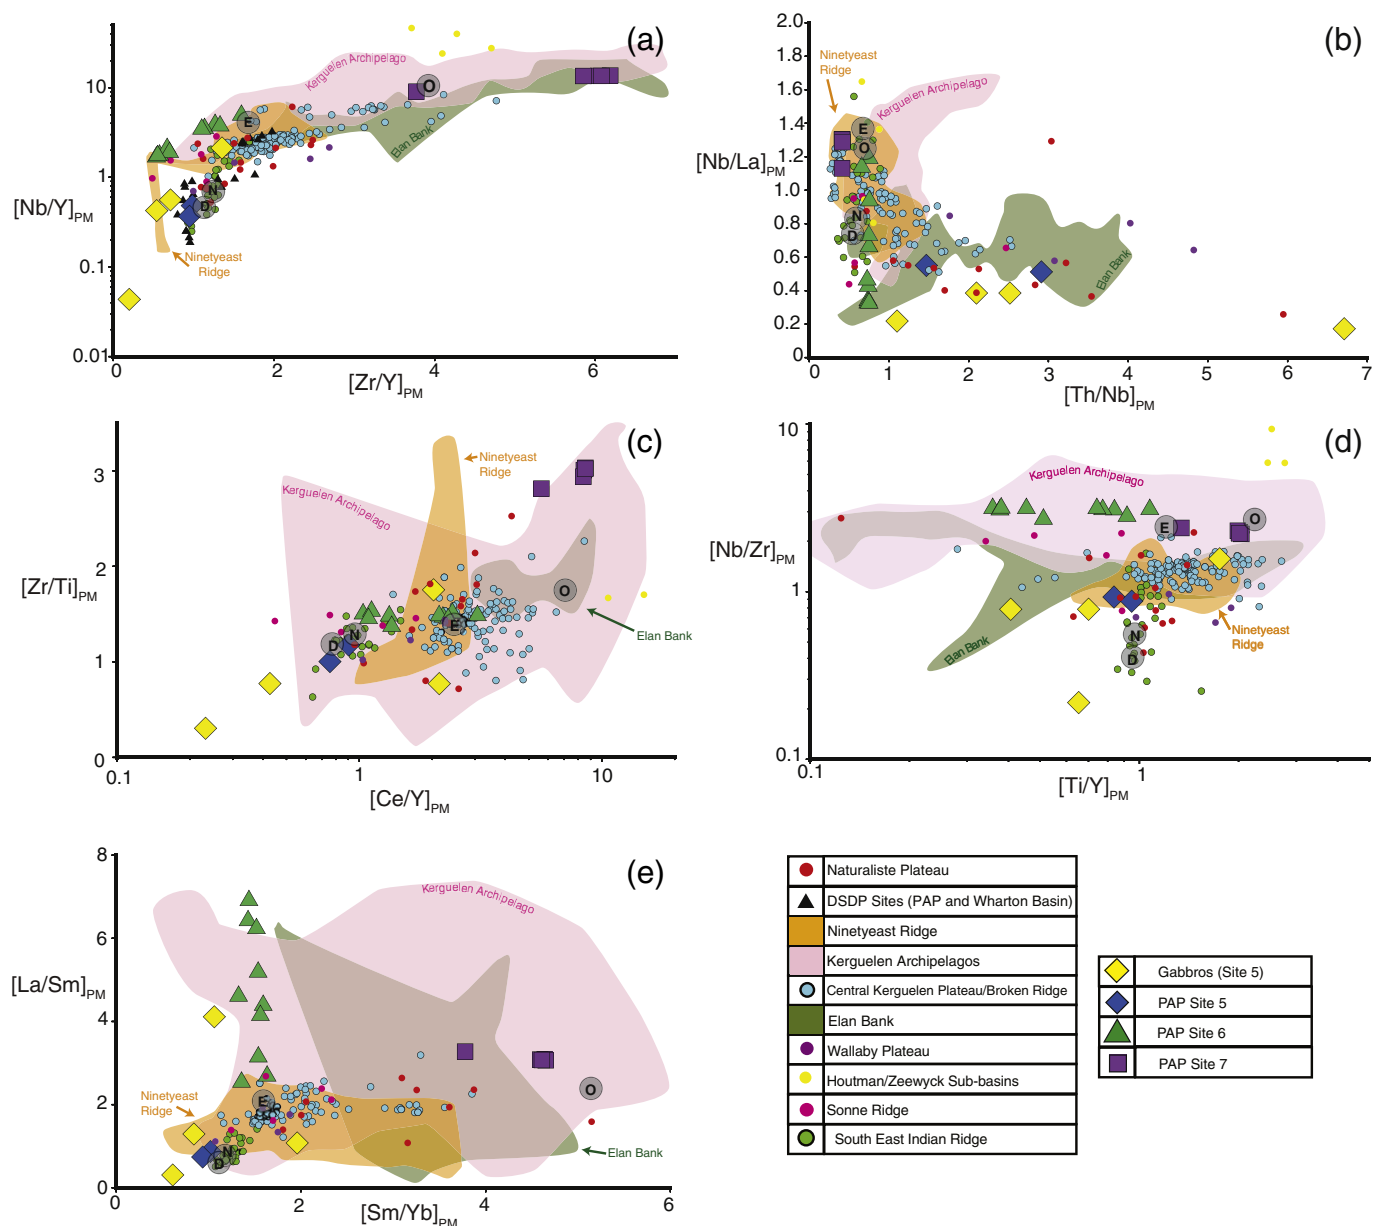 (a)
10
1
0.1
0.01
[Nb/Y]PM
0
2
4
6
[Zr/Y]PM
Kerguelen Archipelago
Elan Bank
Ninetyeast
Ridge
E
O
N
D
(b)
2.0
1.8
1.6
1.4
1.2
1.0
0.8
0.6
0.4
0.2
0
[Nb/La]PM
0
1
2
3
4
5
6
7
[Th/Nb]PM
Ninetyeast
Ridge
Kerguelen Archipelago
Elan Bank
E
O
N
D
(c)
3
2
1
0
[Zr/Ti]PM
0.1
1
10
[Ce/Y]PM
Kerguelen Archipelago
Ninetyeast
Ridge
Elan Bank
D
N
E
O
(d)
10
1
0.1
[Nb/Zr]PM
0.1
1
[Ti/Y]PM
Kerguelen Archipelago
Elan Bank
Ninetyeast
Ridge
E
O
N
D
(e)
8
6
4
2
0
[La/Sm]PM
0
2
4
6
[Sm/Yb]PM
Kerguelen Archipelago
Ninetyeast
Ridge
Elan Bank
E
N
D
O
Naturaliste Plateau
DSDP Sites (PAP and Wharton Basin)
Ninetyeast Ridge
Kerguelen Archipelagos
Central Kerguelen Plateau/Broken Ridge
Elan Bank
Wallaby Plateau
Houtman/Zeewyck Sub-basins
Sonne Ridge
South East Indian Ridge
Gabbros (Site 5)
PAP Site 5
PAP Site 6
PAP Site 7